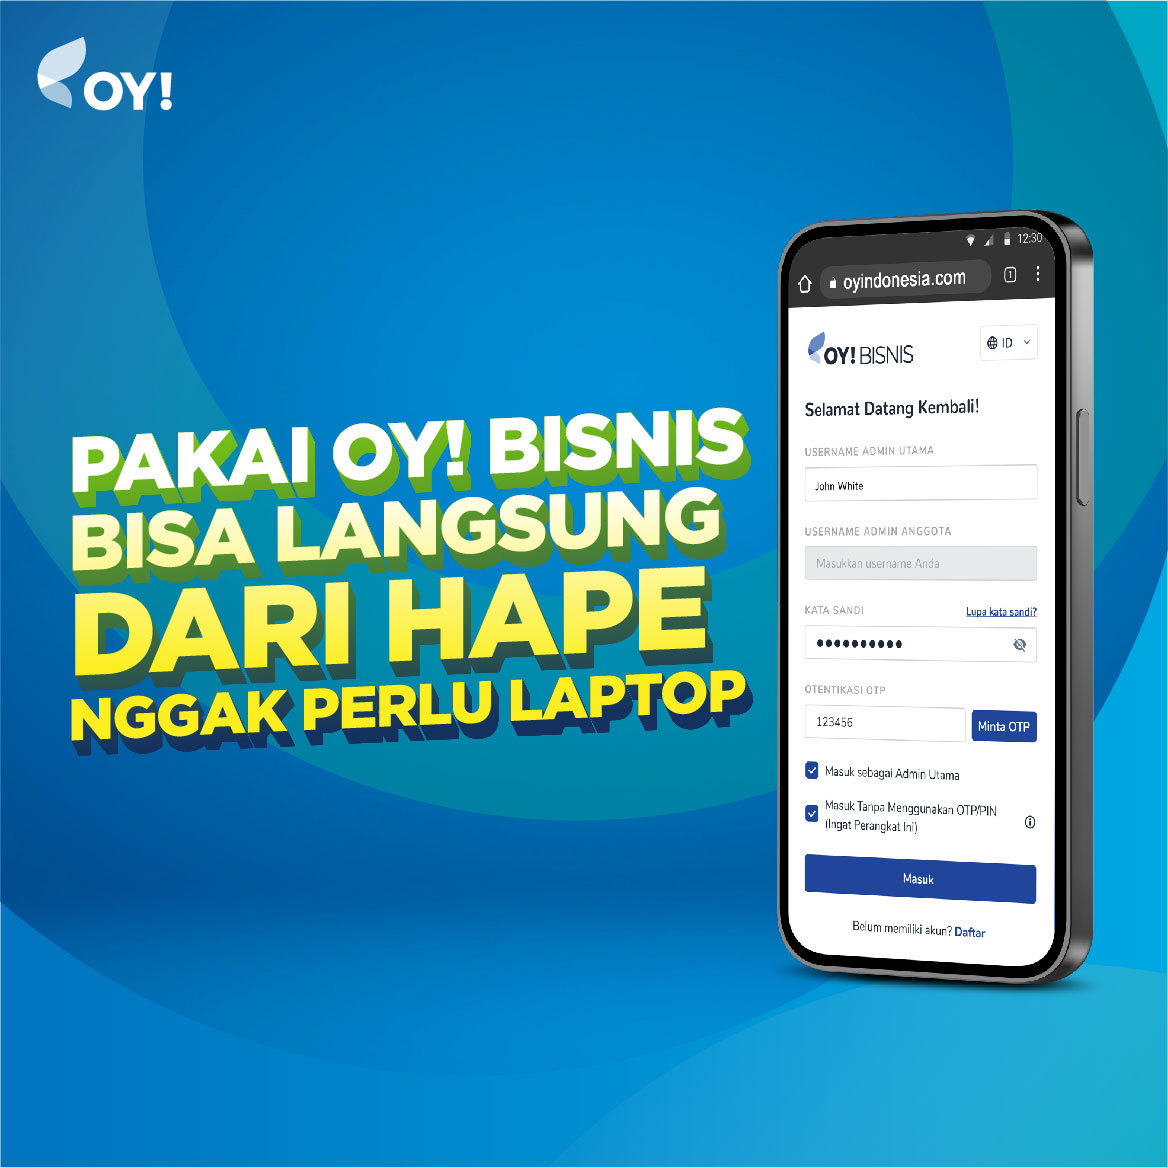 OY!
PAKAI OY! BISNIS
BISA LANGSUNG
DARI HAPE
NGGAK PERLU LAPTOP
12:30
oyindonesia.com
1
OY! BISNIS
ID
Selamat Datang Kembali!
USERNAME ADMIN UTAMA
John White
USERNAME ADMIN ANGGOTA
Masukkan username Anda
KATA SANDI
Lupa kata sandi?
OTENTIKASI OTP
123456
Minta OTP
Masuk sebagai Admin Utama
Masuk Tanpa Menggunakan OTP/PIN
(Ingat Perangkat Ini)
Masuk
Belum memiliki akun? Daftar